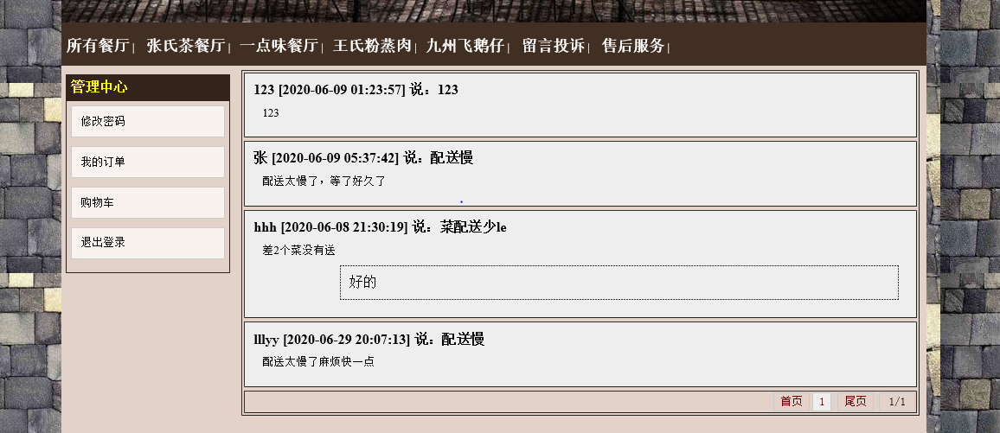 所有餐厅| 张氏茶餐厅| 一点味餐厅| 王氏粉蒸肉| 九州飞鹅仔| 留言投诉| 售后服务|
管理中心
修改密码
我的订单
购物车
退出登录
123 [2020-06-09 01:23:57] 说：123
123
张 [2020-06-09 05:37:42] 说：配送慢
配送太慢了，等了好久了
hhh [2020-06-08 21:30:19] 说：菜配送少le
差2个菜没有送
好的
lllyy [2020-06-29 20:07:13] 说：配送慢
配送太慢了麻烦快一点
首页 1 尾页 1/1